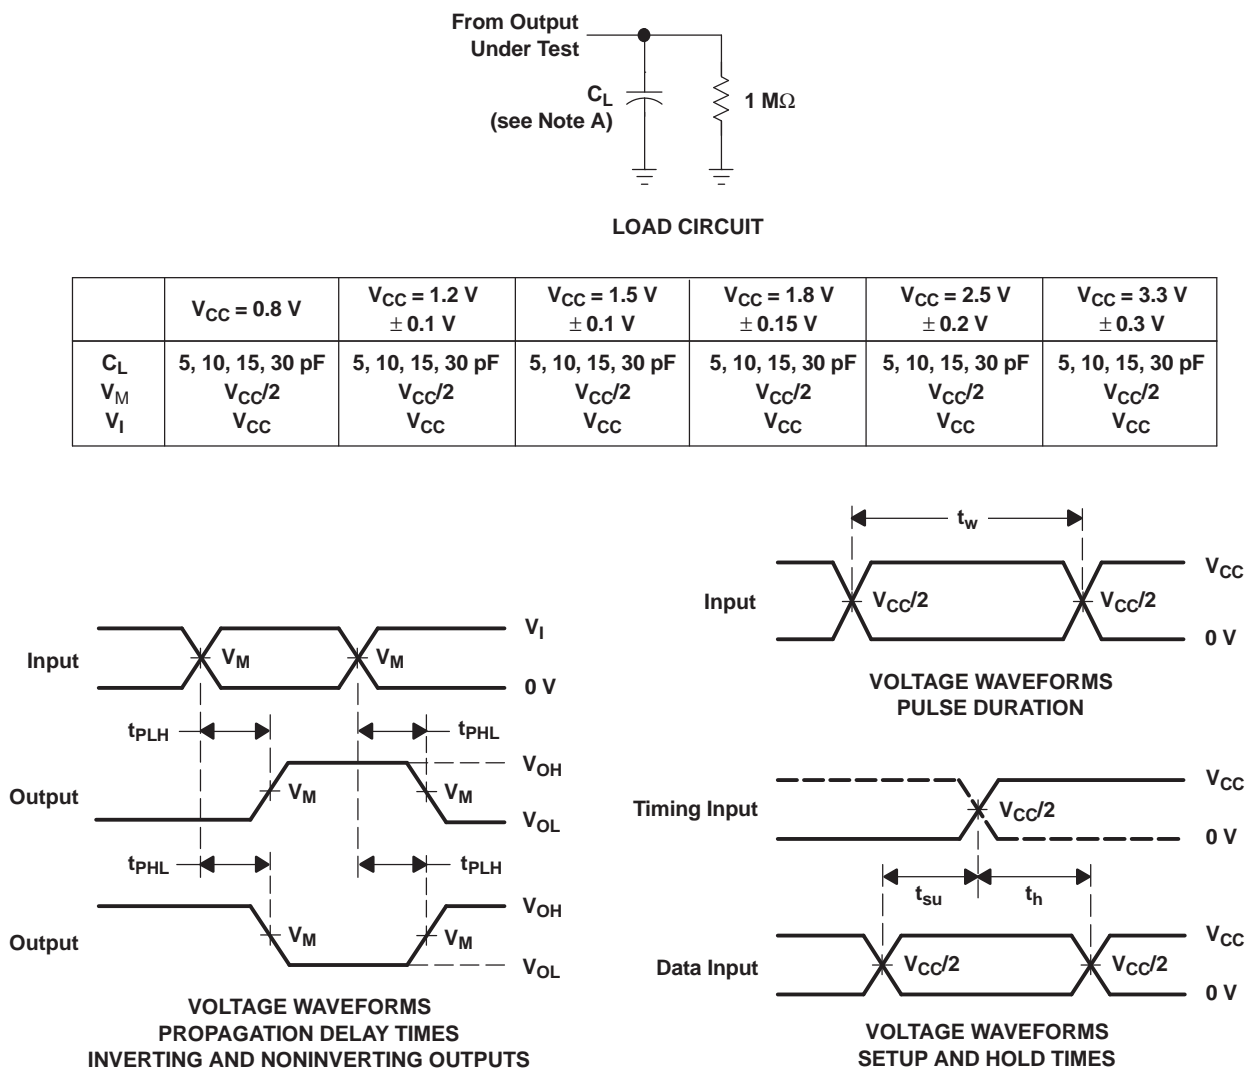 From Output
Under Test
CL
(see Note A)
1 MΩ
LOAD CIRCUIT
VCC = 0.8 V
VCC = 1.2 V
± 0.1 V
VCC = 1.5 V
± 0.1 V
VCC = 1.8 V
± 0.15 V
VCC = 2.5 V
± 0.2 V
VCC = 3.3 V
± 0.3 V
CL 5, 10, 15, 30 pF 5, 10, 15, 30 pF 5, 10, 15, 30 pF 5, 10, 15, 30 pF 5, 10, 15, 30 pF 5, 10, 15, 30 pF
VM VCC/2 VCC/2 VCC/2 VCC/2 VCC/2 VCC/2
VI VCC VCC VCC VCC VCC VCC
Input
VM
VM
VI
0 V
tPLH
tPHL
Output
VM
VM
VOH
VOL
tPHL
tPLH
Output
VM
VM
VOH
VOL
VOLTAGE WAVEFORMS
PROPAGATION DELAY TIMES
INVERTING AND NONINVERTING OUTPUTS
tw
Input
VCC/2
VCC/2
VCC
0 V
VOLTAGE WAVEFORMS
PULSE DURATION
Timing Input
VCC/2
VCC
0 V
tsu
th
Data Input
VCC/2
VCC/2
VCC
0 V
VOLTAGE WAVEFORMS
SETUP AND HOLD TIMES